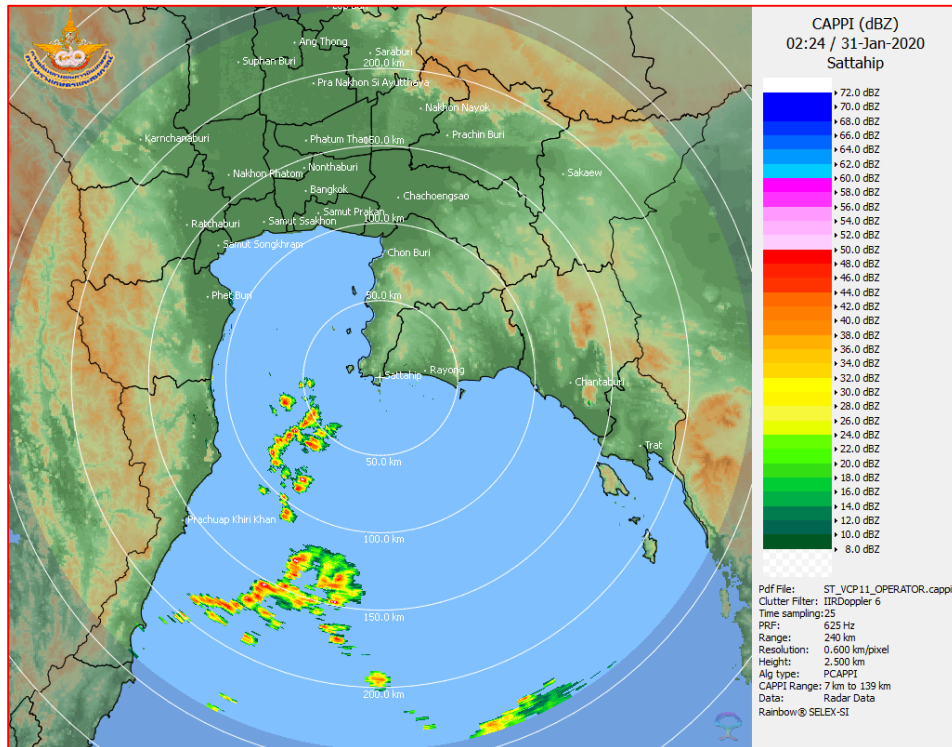 CAPPI (dBZ)
02:24 / 31-Jan-2020
Sattahip
72.0 dBZ
70.0 dBZ
68.0 dBZ
66.0 dBZ
64.0 dBZ
62.0 dBZ
60.0 dBZ
58.0 dBZ
56.0 dBZ
54.0 dBZ
52.0 dBZ
50.0 dBZ
48.0 dBZ
46.0 dBZ
44.0 dBZ
42.0 dBZ
40.0 dBZ
38.0 dBZ
36.0 dBZ
34.0 dBZ
32.0 dBZ
30.0 dBZ
28.0 dBZ
26.0 dBZ
24.0 dBZ
22.0 dBZ
20.0 dBZ
18.0 dBZ
16.0 dBZ
14.0 dBZ
12.0 dBZ
10.0 dBZ
8.0 dBZ
Pdf File: ST_VCP11_OPERATOR.cappi
Clutter Filter: IIRDoppler 6
Time sampling:25
PRF: 625 Hz
Range: 240 km
Resolution: 0.600 km/pixel
Height: 2.500 km
Alg type: PCAPPI
CAPPI Range: 7 km to 139 km
Data: Radar Data
Rainbow® SELEX-SI
Ang Thong
Saraburi
Suphan Buri
200.0 km
Pra Nakhon Si Ayutthaya
Nakhon Nayok
Karnchanaburi
Phatum Than
50.0 km
Prachin Buri
Nonthaburi
Nakhon Phatom
Sakaew
Bangkok
Chachoengsao
Samut Prakan
Ratchaburi
Samut Ssakhon
100.0 km
Samut Songkhram
Chon Buri
Phet Buri
50.0 km
Sattahip
Rayong
Chantaburi
Trat
50.0 km
Prachuap Khiri Khan
100.0 km
150.0 km
200.0 km